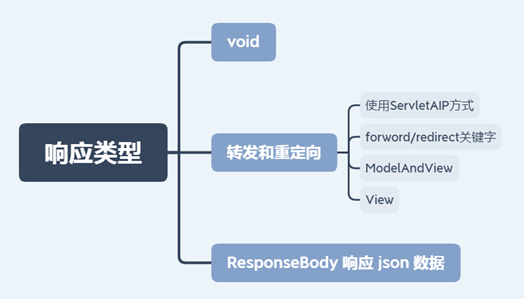 响应类型
void
转发和重定向
使用ServletAIP方式
forword/redirect关键字
ModelAndView
View
ResponseBody 响应 json 数据